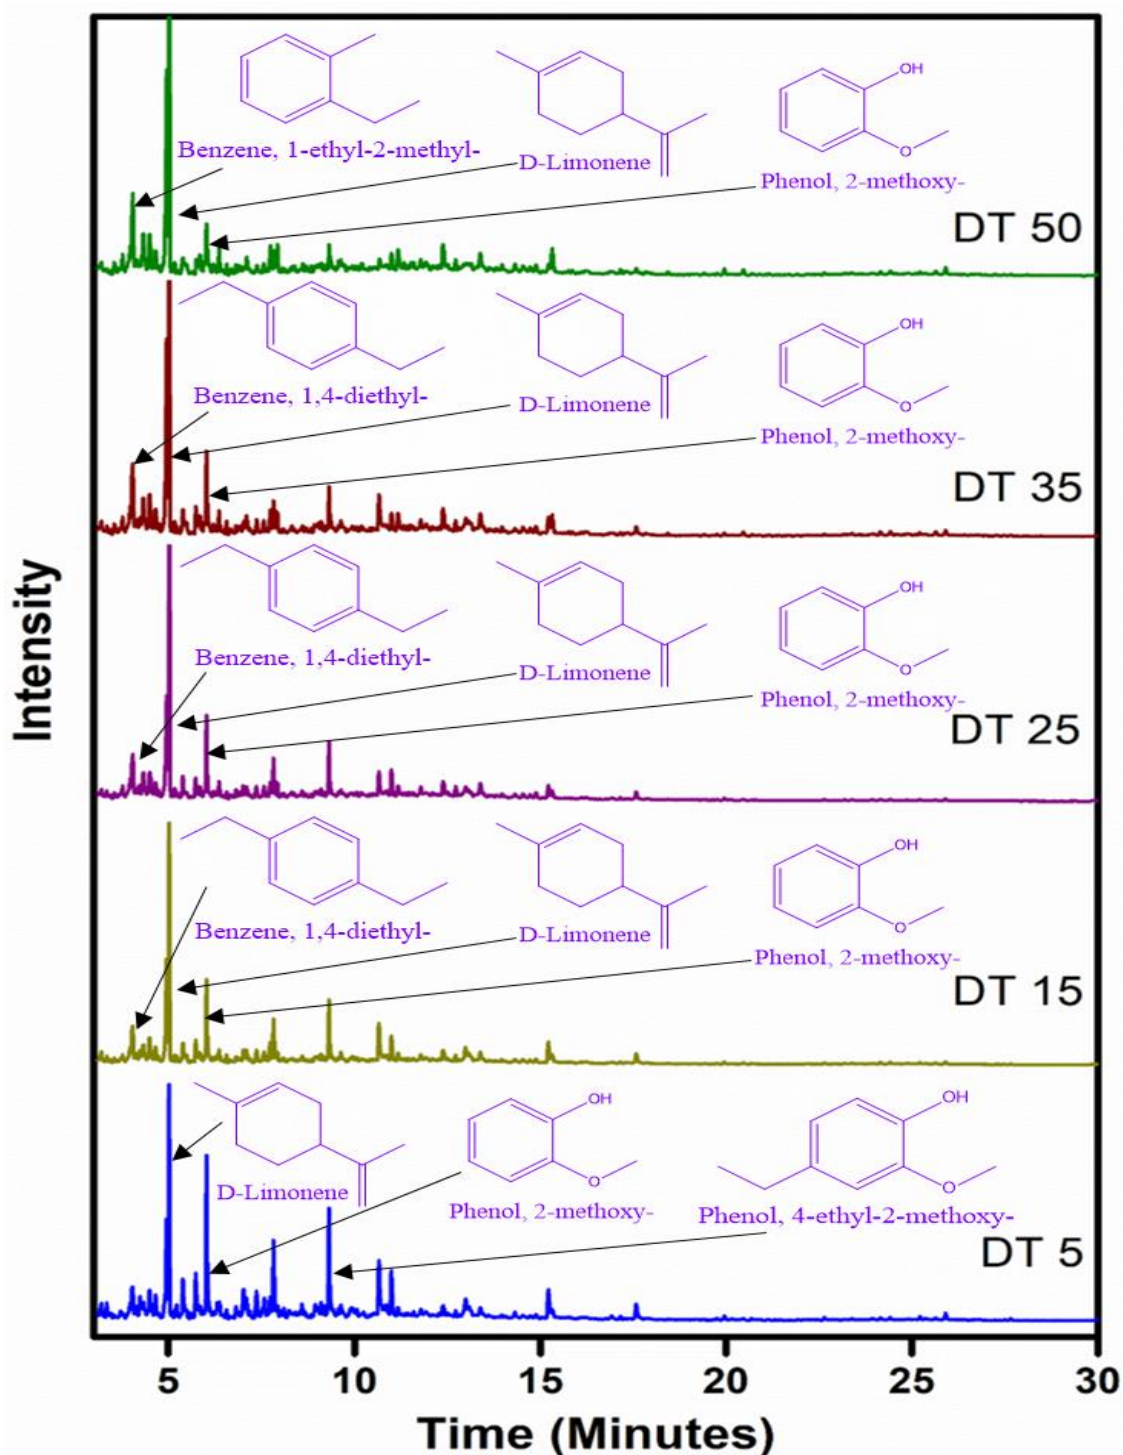 OH
O
Benzene, 1-ethyl-2-methyl-
D-Limonene
Phenol, 2-methoxy-
DT 50
OH
O
Benzene, 1,4-diethyl-
D-Limonene
Phenol, 2-methoxy-
DT 35
OH
O
Benzene, 1,4-diethyl-
D-Limonene
Phenol, 2-methoxy-
DT 25
OH
O
Benzene, 1,4-diethyl-
D-Limonene
Phenol, 2-methoxy-
DT 15
OH
O
OH
O
D-Limonene
Phenol, 2-methoxy-
Phenol, 4-ethyl-2-methoxy-
DT 5
Intensity
5 10 15 20 25 30
Time (Minutes)